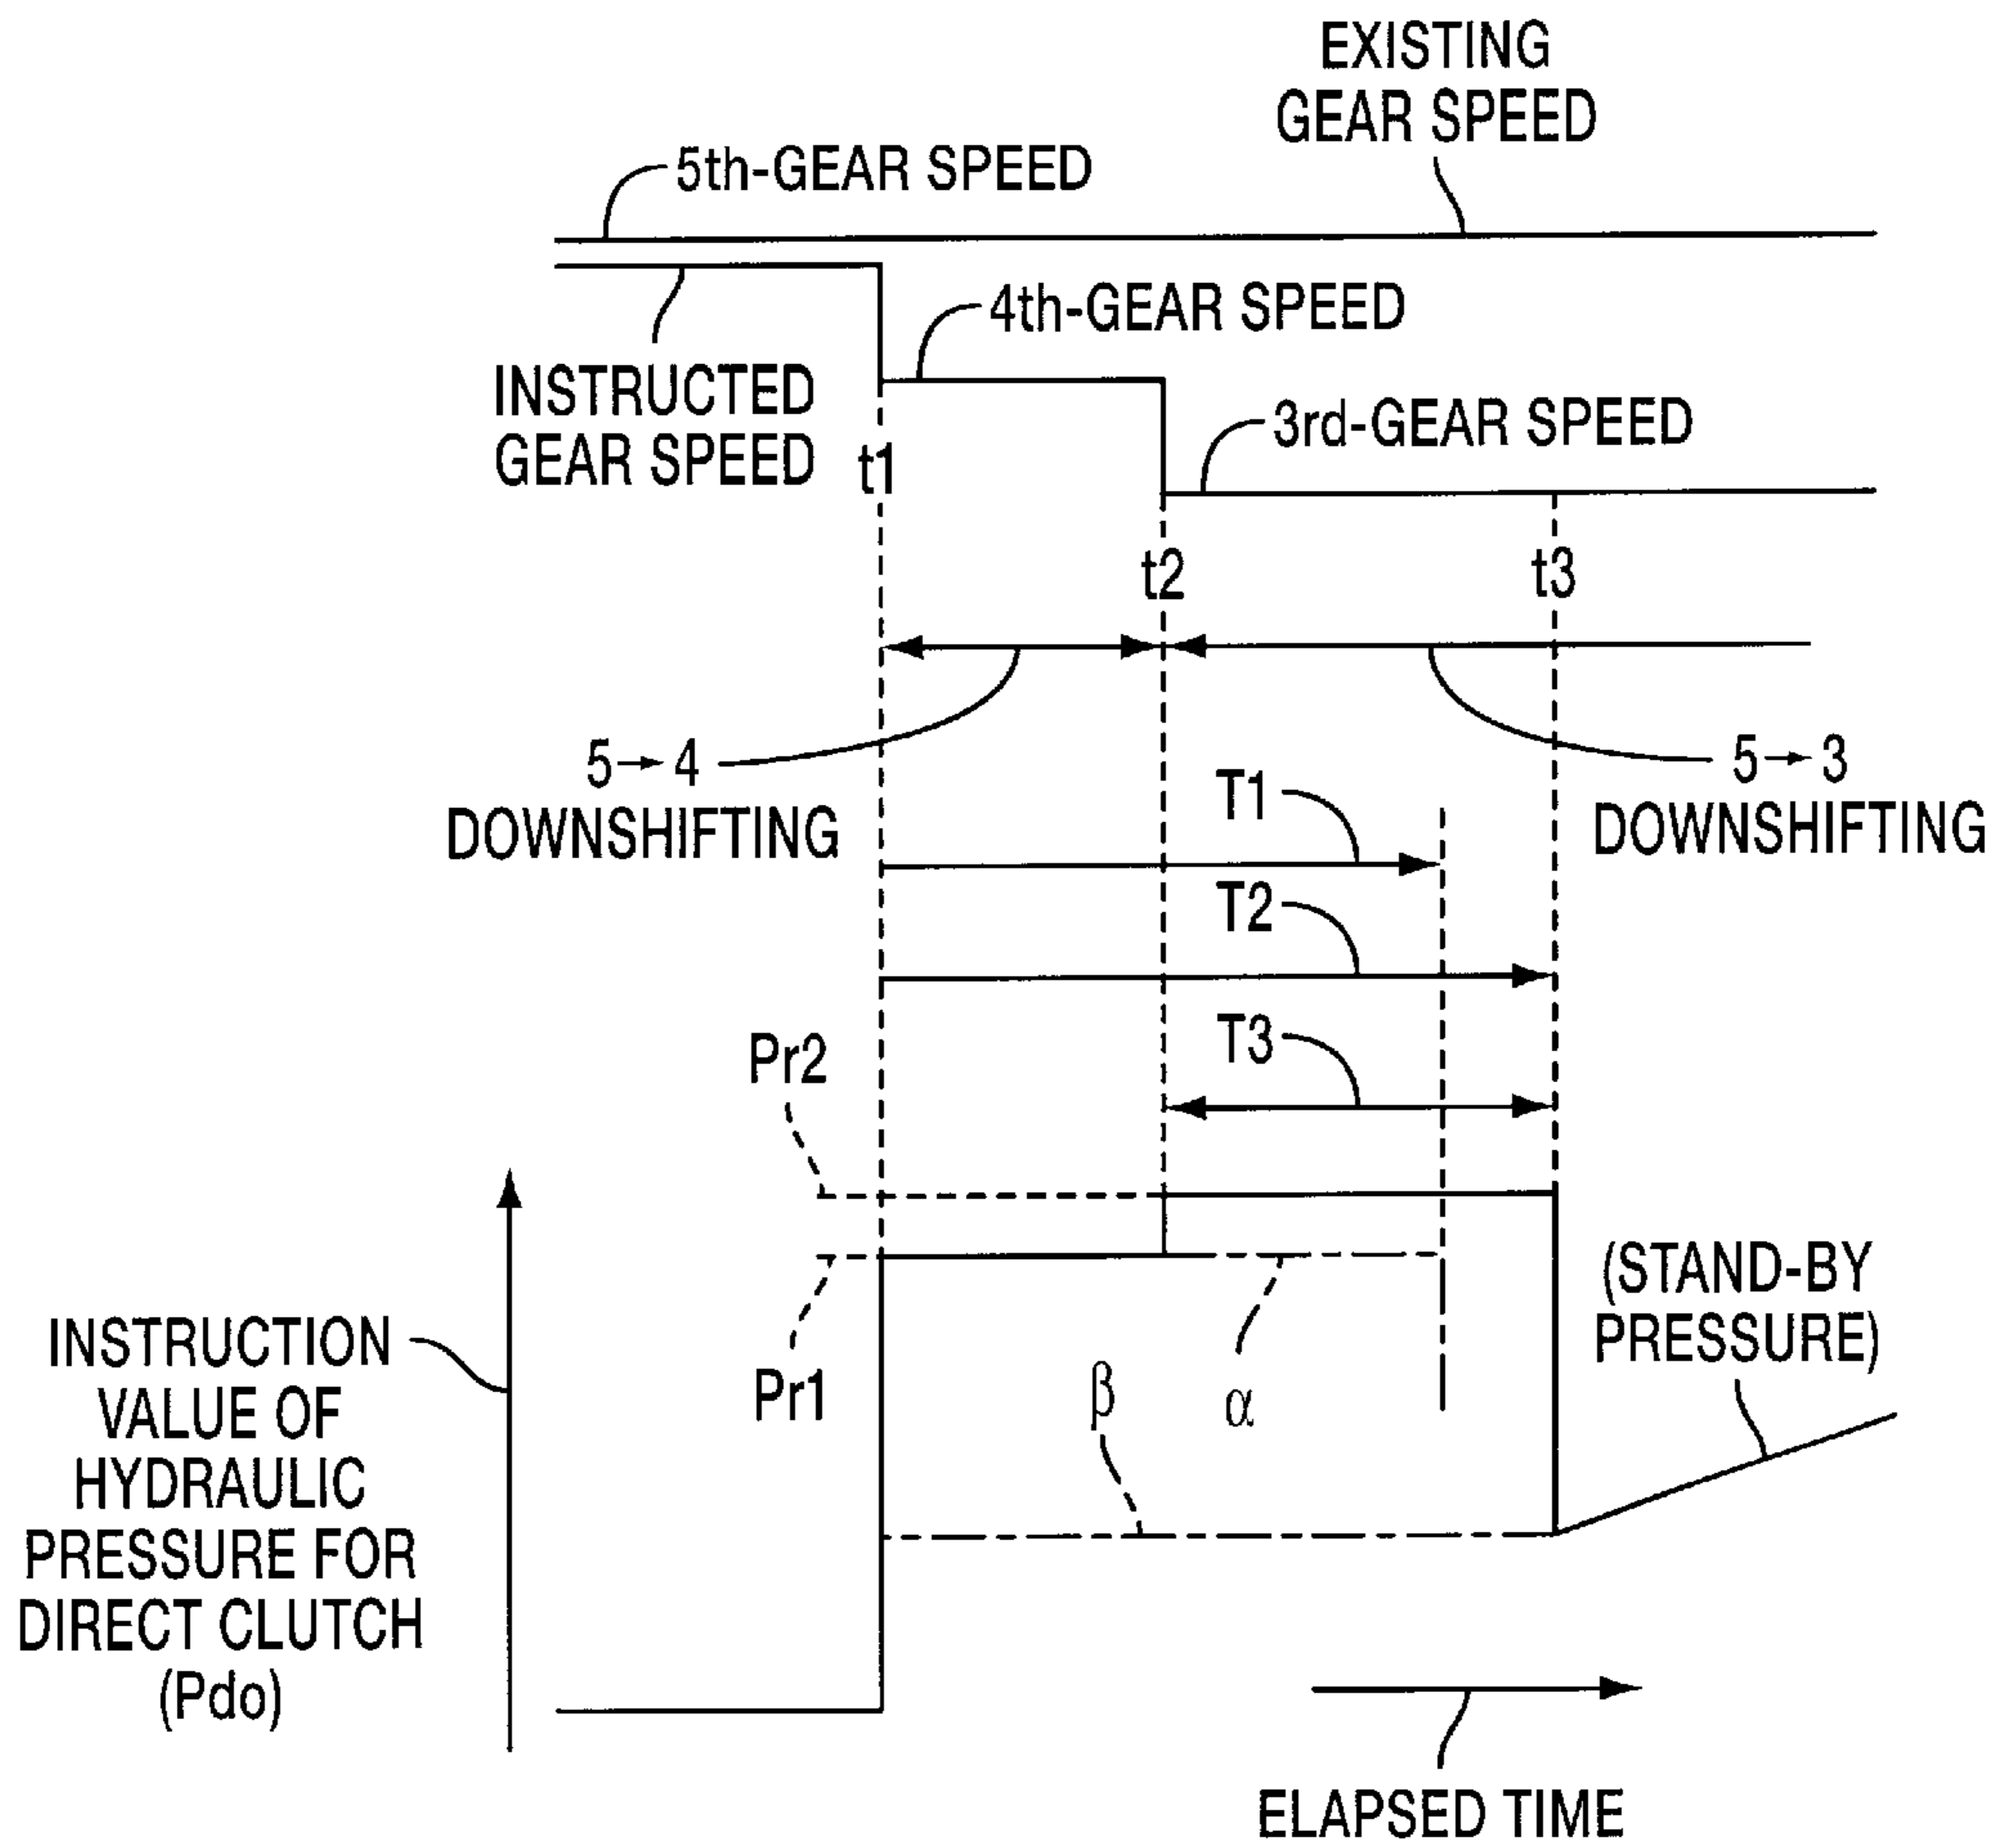 EXISTING
GEAR SPEED
5th-GEAR SPEED
4th-GEAR SPEED
INSTRUCTED
GEAR SPEED
t1
3rd-GEAR SPEED
t2
t3
5→4
DOWNSHIFTING
5→3
DOWNSHIFTING
T1
T2
T3
Pr2
Pr1
α
β
(STAND-BY
PRESSURE)
INSTRUCTION
VALUE OF
HYDRAULIC
PRESSURE FOR
DIRECT CLUTCH
(Pdo)
ELAPSED TIME